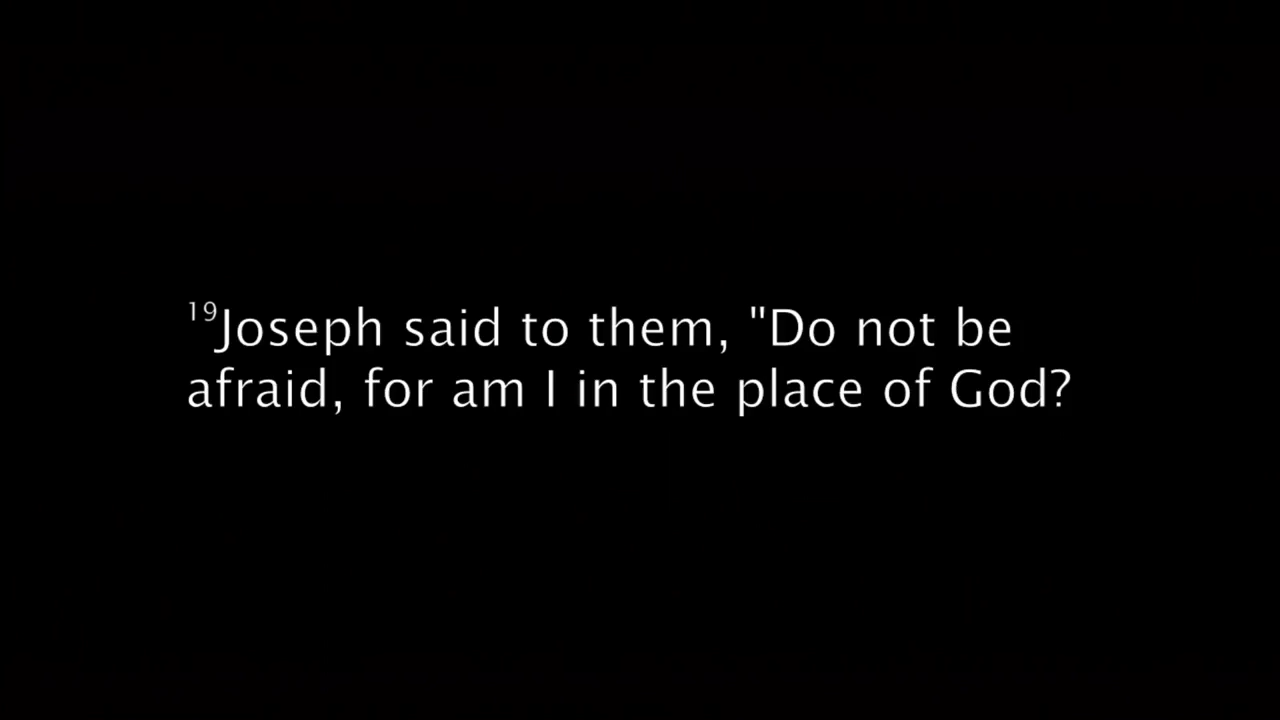 19Joseph said to them, "Do not be
afraid, for am I in the place of God?